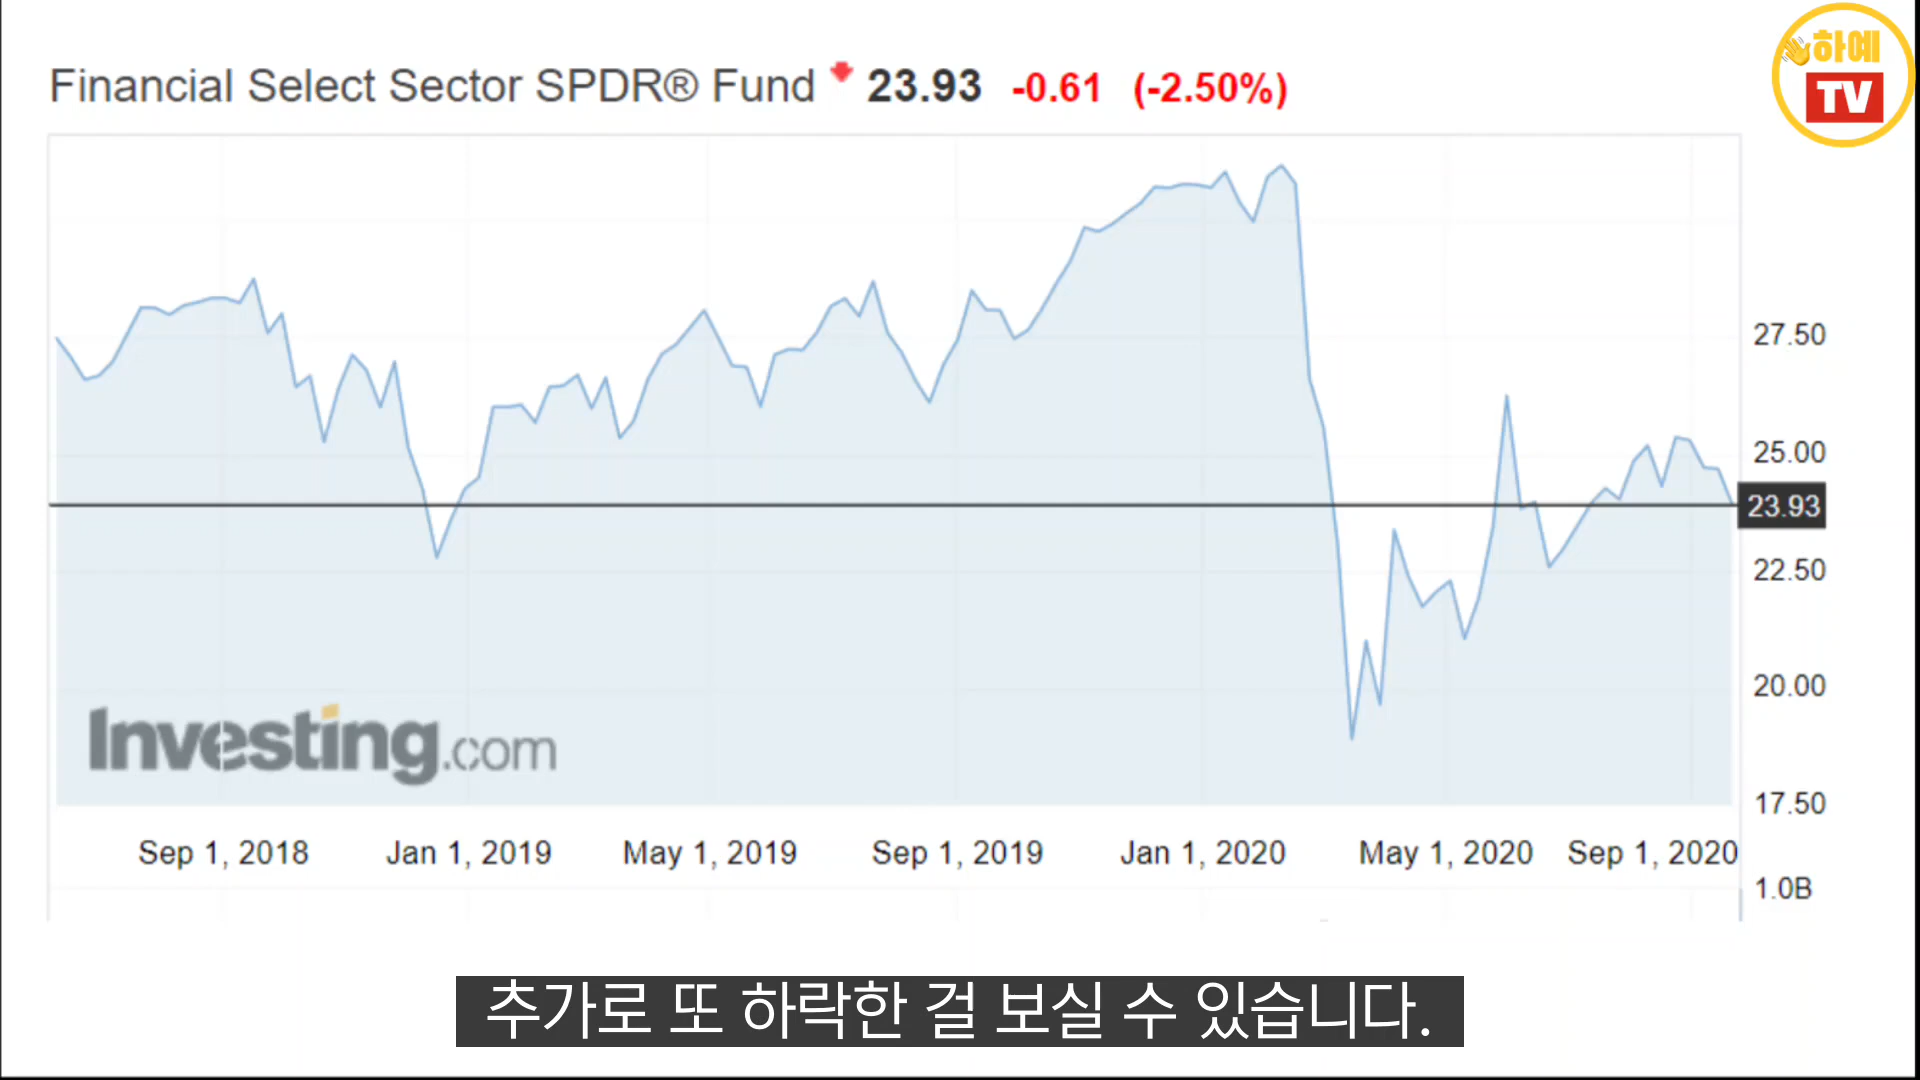 하예
TV
Financial Select Sector SPDR® Fund 23.93 -0.61 (-2.50%)
27.50
25.00
23.93
22.50
20.00
17.50
Investing.com
Sep 1, 2018 Jan 1, 2019 May 1, 2019 Sep 1, 2019 Jan 1, 2020 May 1, 2020 Sep 1, 2020
1.0B
추가로 또 하락한 걸 보실 수 있습니다.